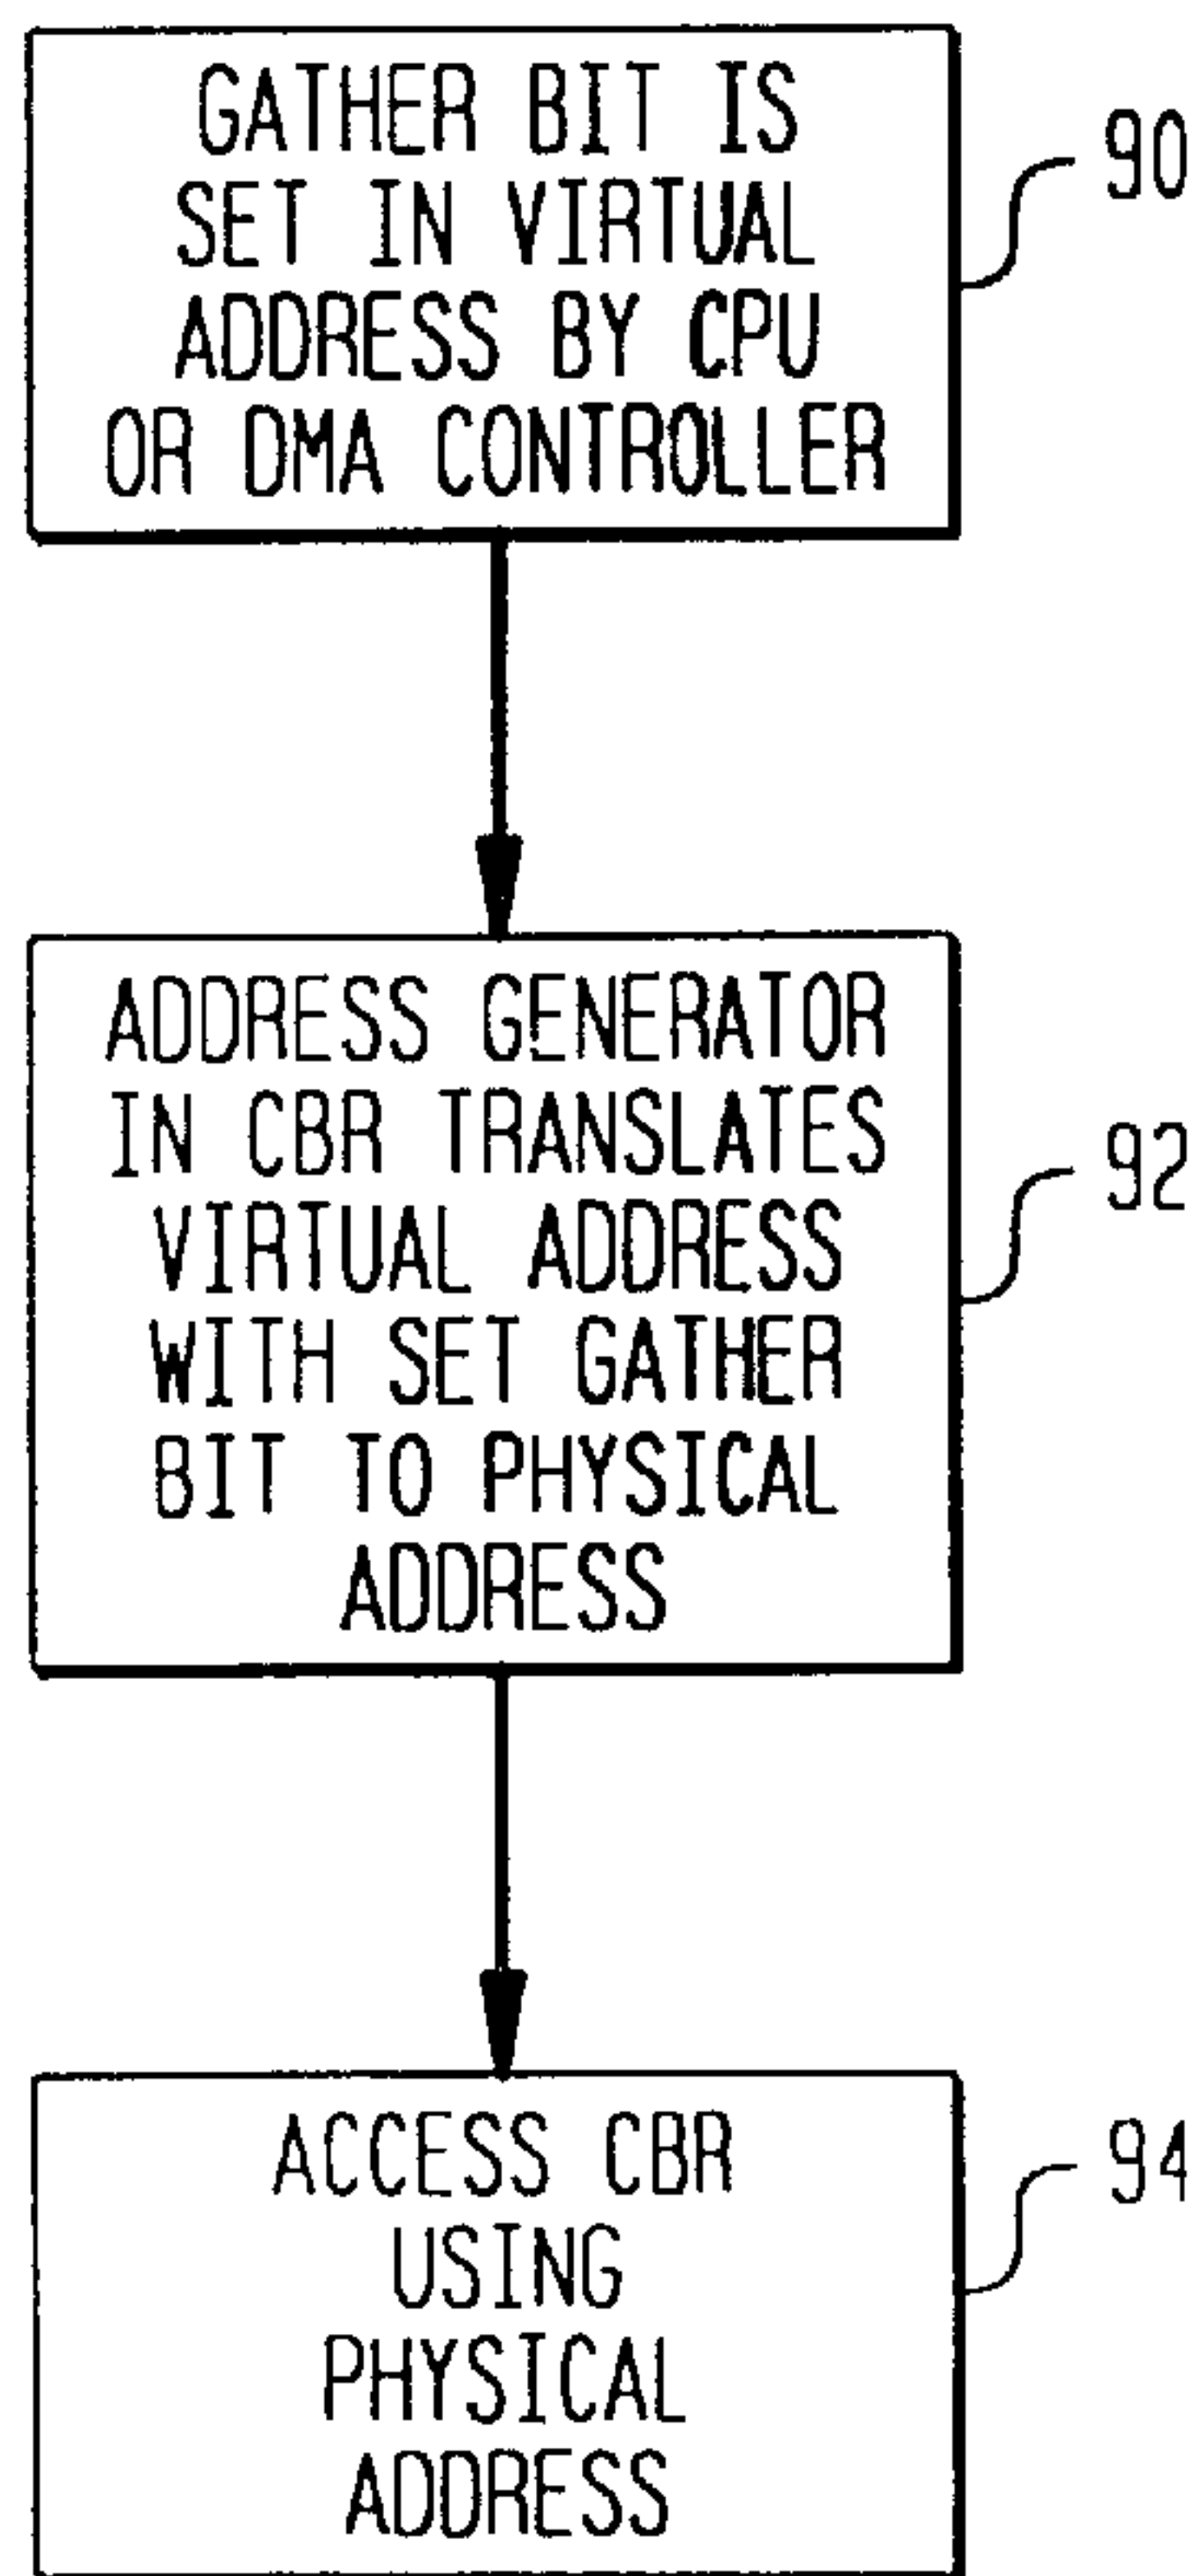 GATHER BIT IS
SET IN VIRTUAL
ADDRESS BY CPU
OR DMA CONTROLLER
90
ADDRESS GENERATOR
IN CBR TRANSLATES
VIRTUAL ADDRESS
WITH SET GATHER
BIT TO PHYSICAL
ADDRESS
92
ACCESS CBR
USING
PHYSICAL
ADDRESS
94